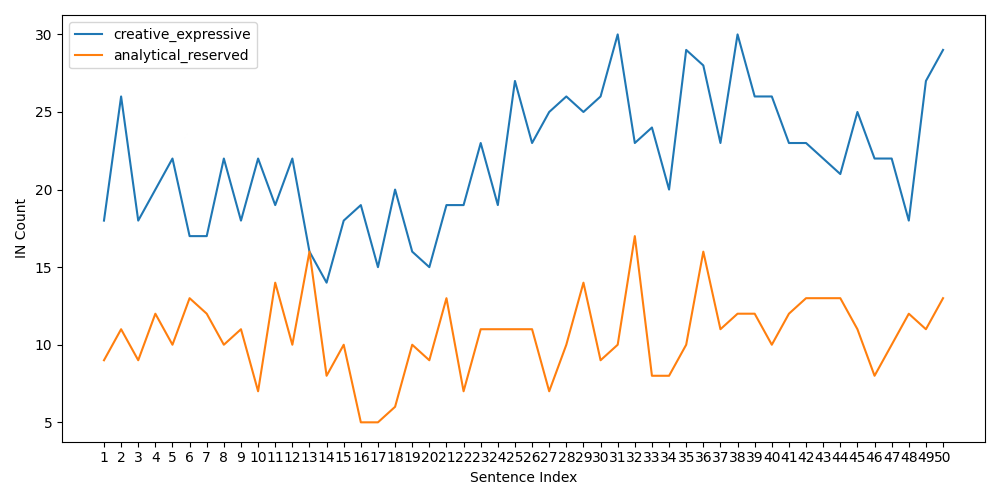 creative_expressive
analytical_reserved
30
25
20
15
10
5
IN Count
1 2 3 4 5 6 7 8 9 10 11 12 13 14 15 16 17 18 19 20 21 22 23 24 25 26 27 28 29 30 31 32 33 34 35 36 37 38 39 40 41 42 43 44 45 46 47 48 49 50
Sentence Index